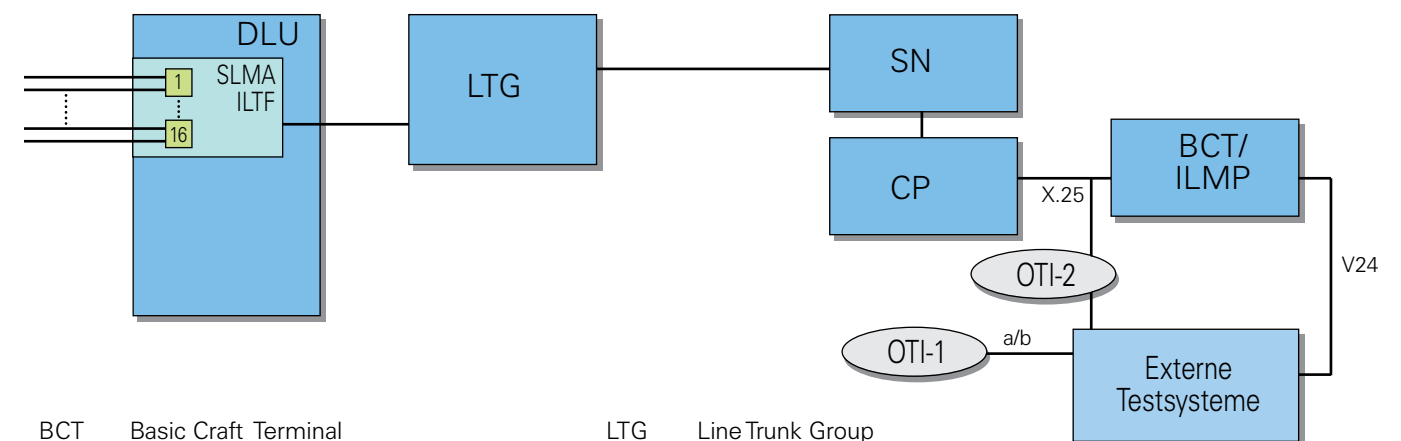 DLU
SLMA
ILTF
1
16
LTG
SN
CP
X.25
BCT/
ILMP
V24
OTI-2
OTI-1
a/b
Externe
Testsysteme
BCT Basic Craft Terminal
LTG Line Trunk Group